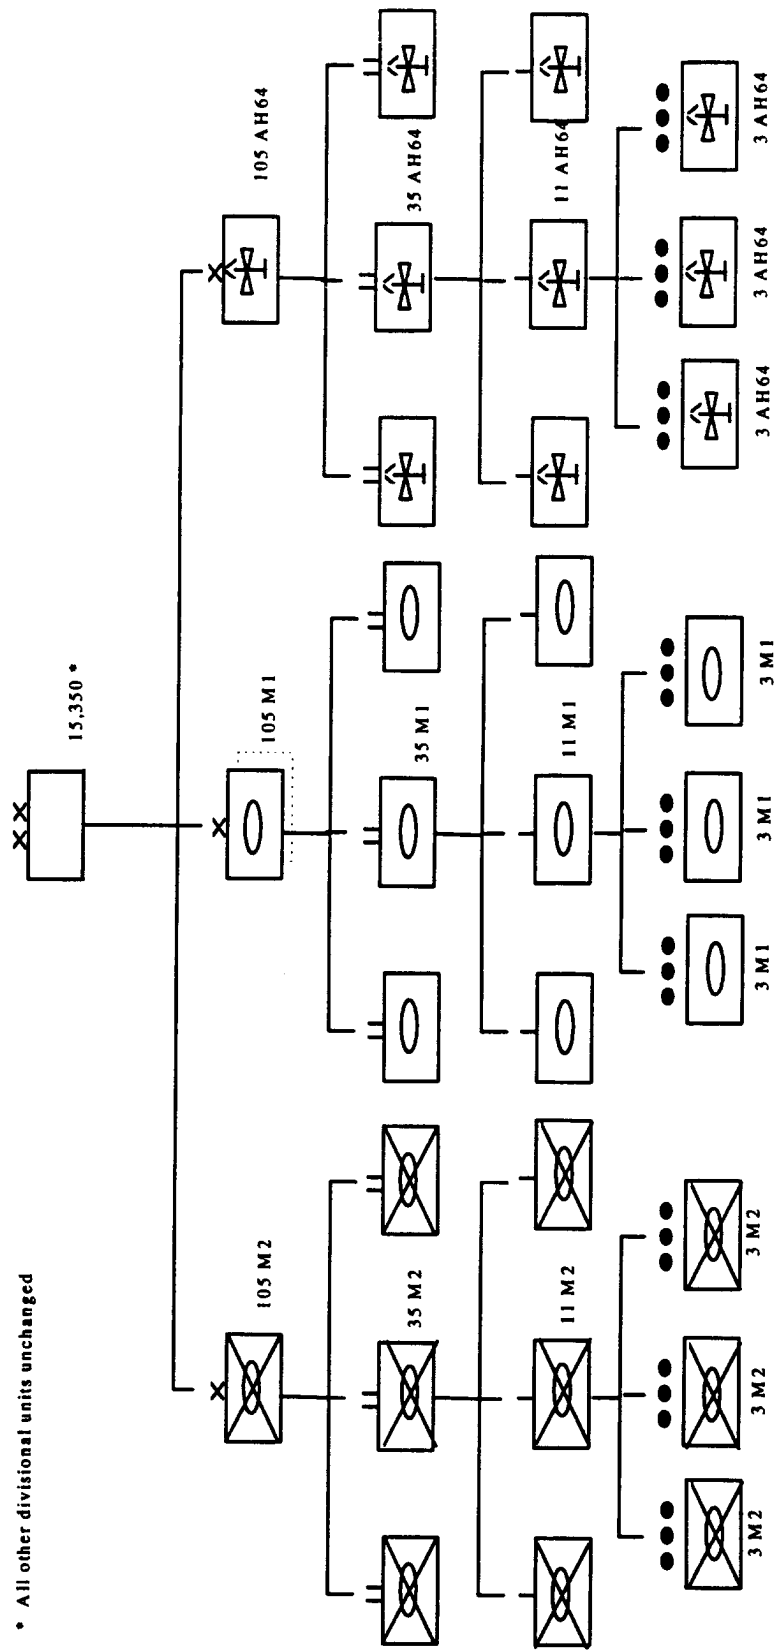 15,350 *
105 M2
105 M1
105 AH64
35 M2
35 M1
35 AH64
11 M2
11 M1
11 AH64
3 M2
3 M2
3 M2
3 M1
3 M1
3 M1
3 AH64
3 AH64
3 AH64
* All other divisional units unchanged